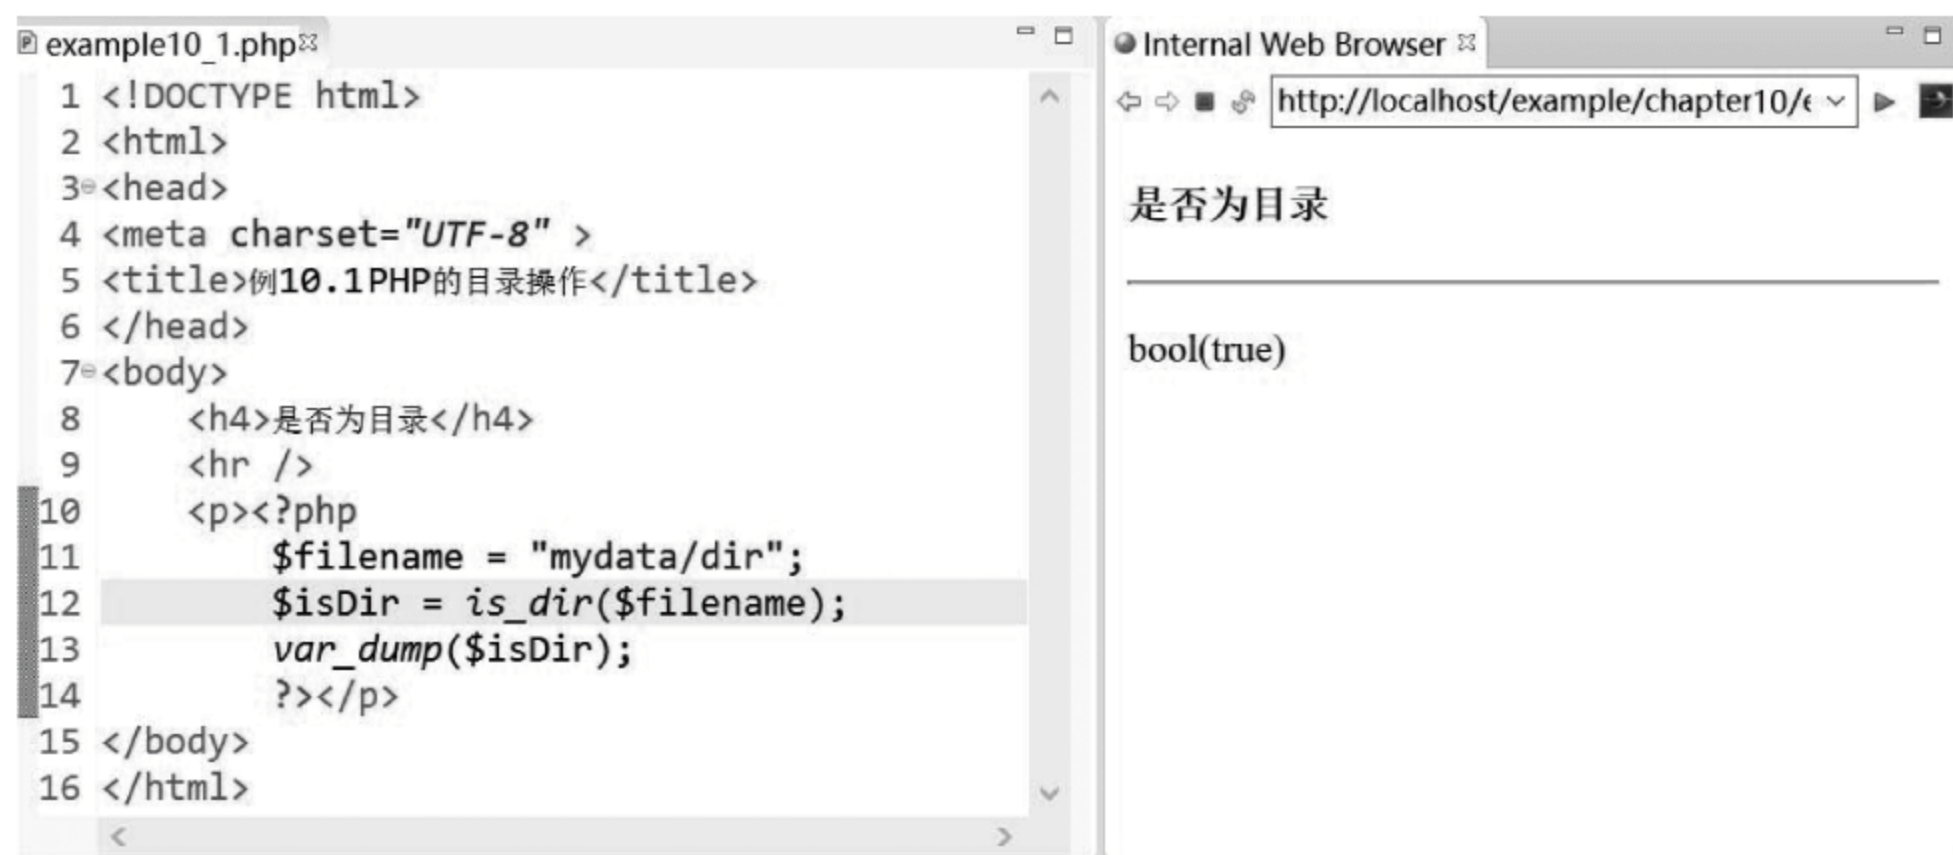 example10_1.php
1 <!DOCTYPE html>
2 <html>
3 <head>
4 <meta charset="UTF-8" >
5 <title>例10.1PHP的目录操作</title>
6 </head>
7 <body>
8 <h4>是否为目录</h4>
9 <hr />
10 <p><?php
11 $filename = "mydata/dir";
12 $isDir = is_dir($filename);
13 var_dump($isDir);
14 ?></p>
15 </body>
16 </html>
Internal Web Browser
http://localhost/example/chapter10/e
是否为目录
bool(true)